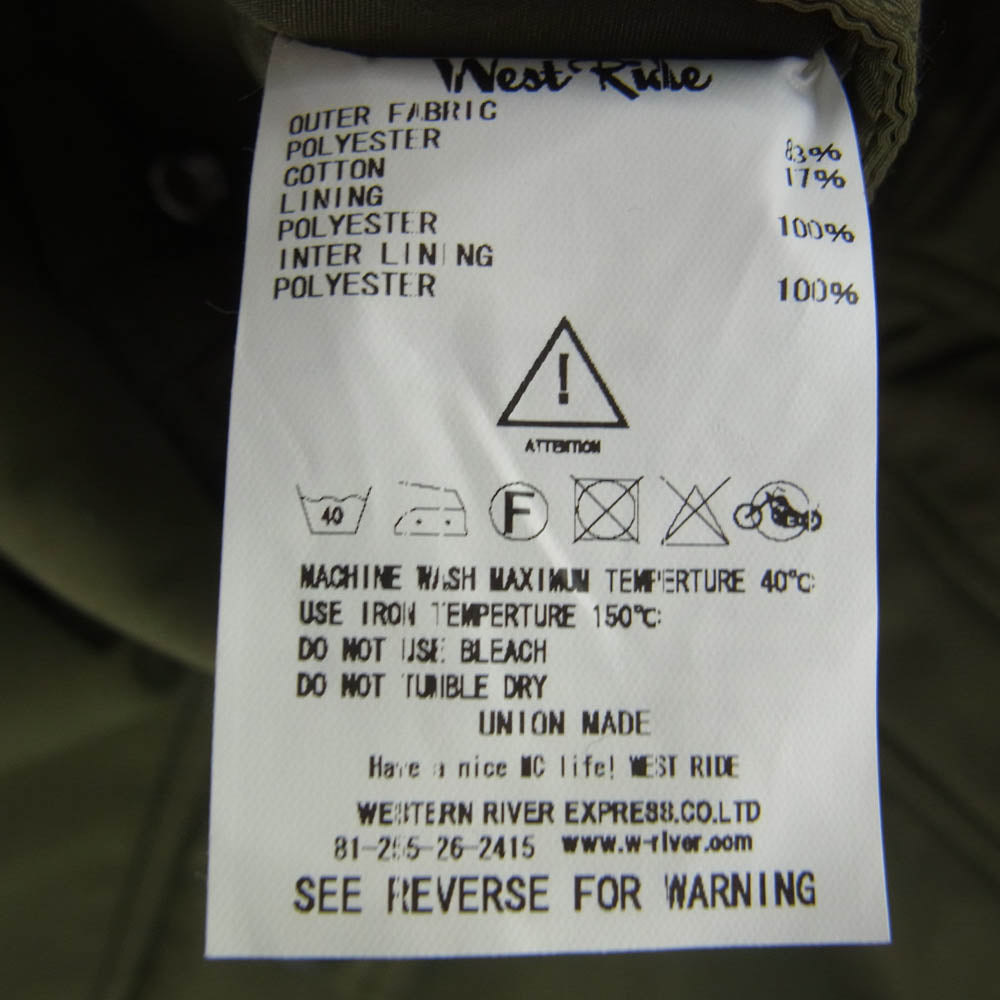 West Ride
OUTER FABRIC
POLYESTER 83%
COTTON 17%
LINING
POLYESTER 100%
INTER LINING
POLYESTER 100%
!
ATTENTION
40 F
MACHINE WASH MAXIMUM TEMPERTURE 40℃
USE IRON TEMPERTURE 150℃
DO NOT USE BLEACH
DO NOT TUMBLE DRY
UNION MADE
Have a nice MC life! WEST RIDE
WESTERN RIVER EXPRESS.CO.LTD
81-255-26-2415 www.w-river.com
SEE REVERSE FOR WARNING